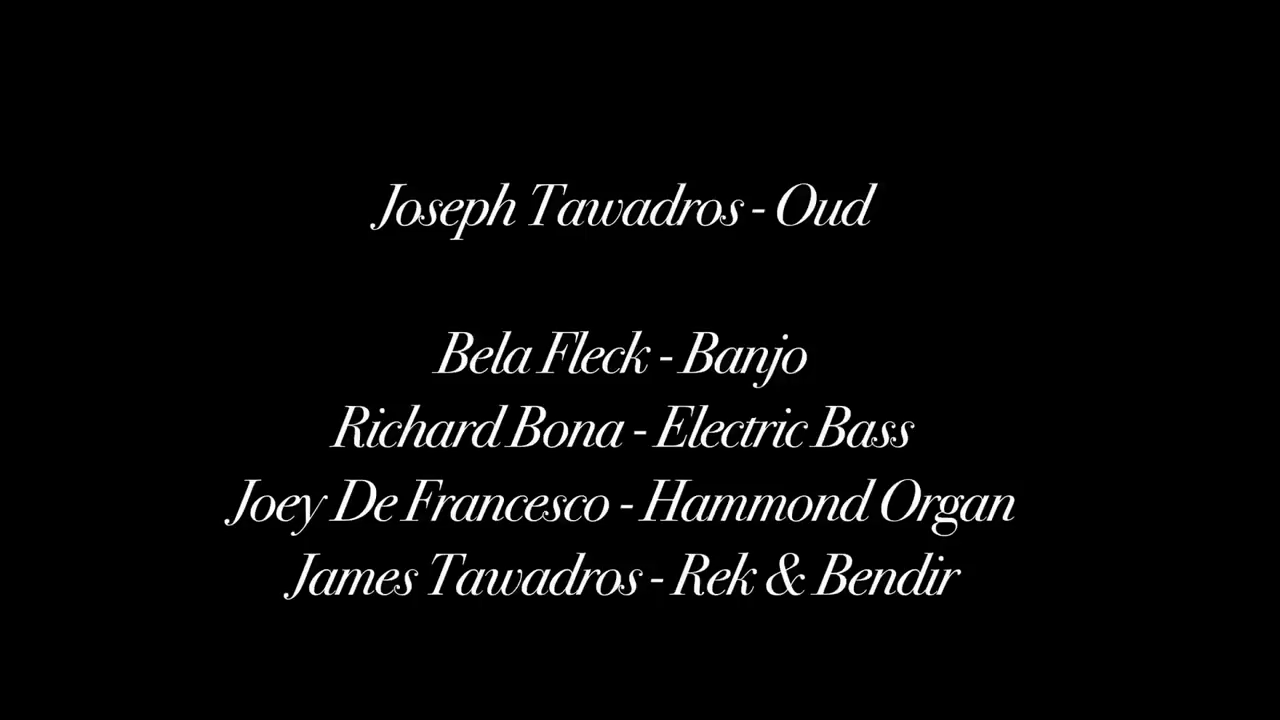 Joseph Tawadros - Oud
Bela Fleck - Banjo
Richard Bona - Electric Bass
Joey De Francesco - Hammond Organ
James Tawadros - Rek & Bendir